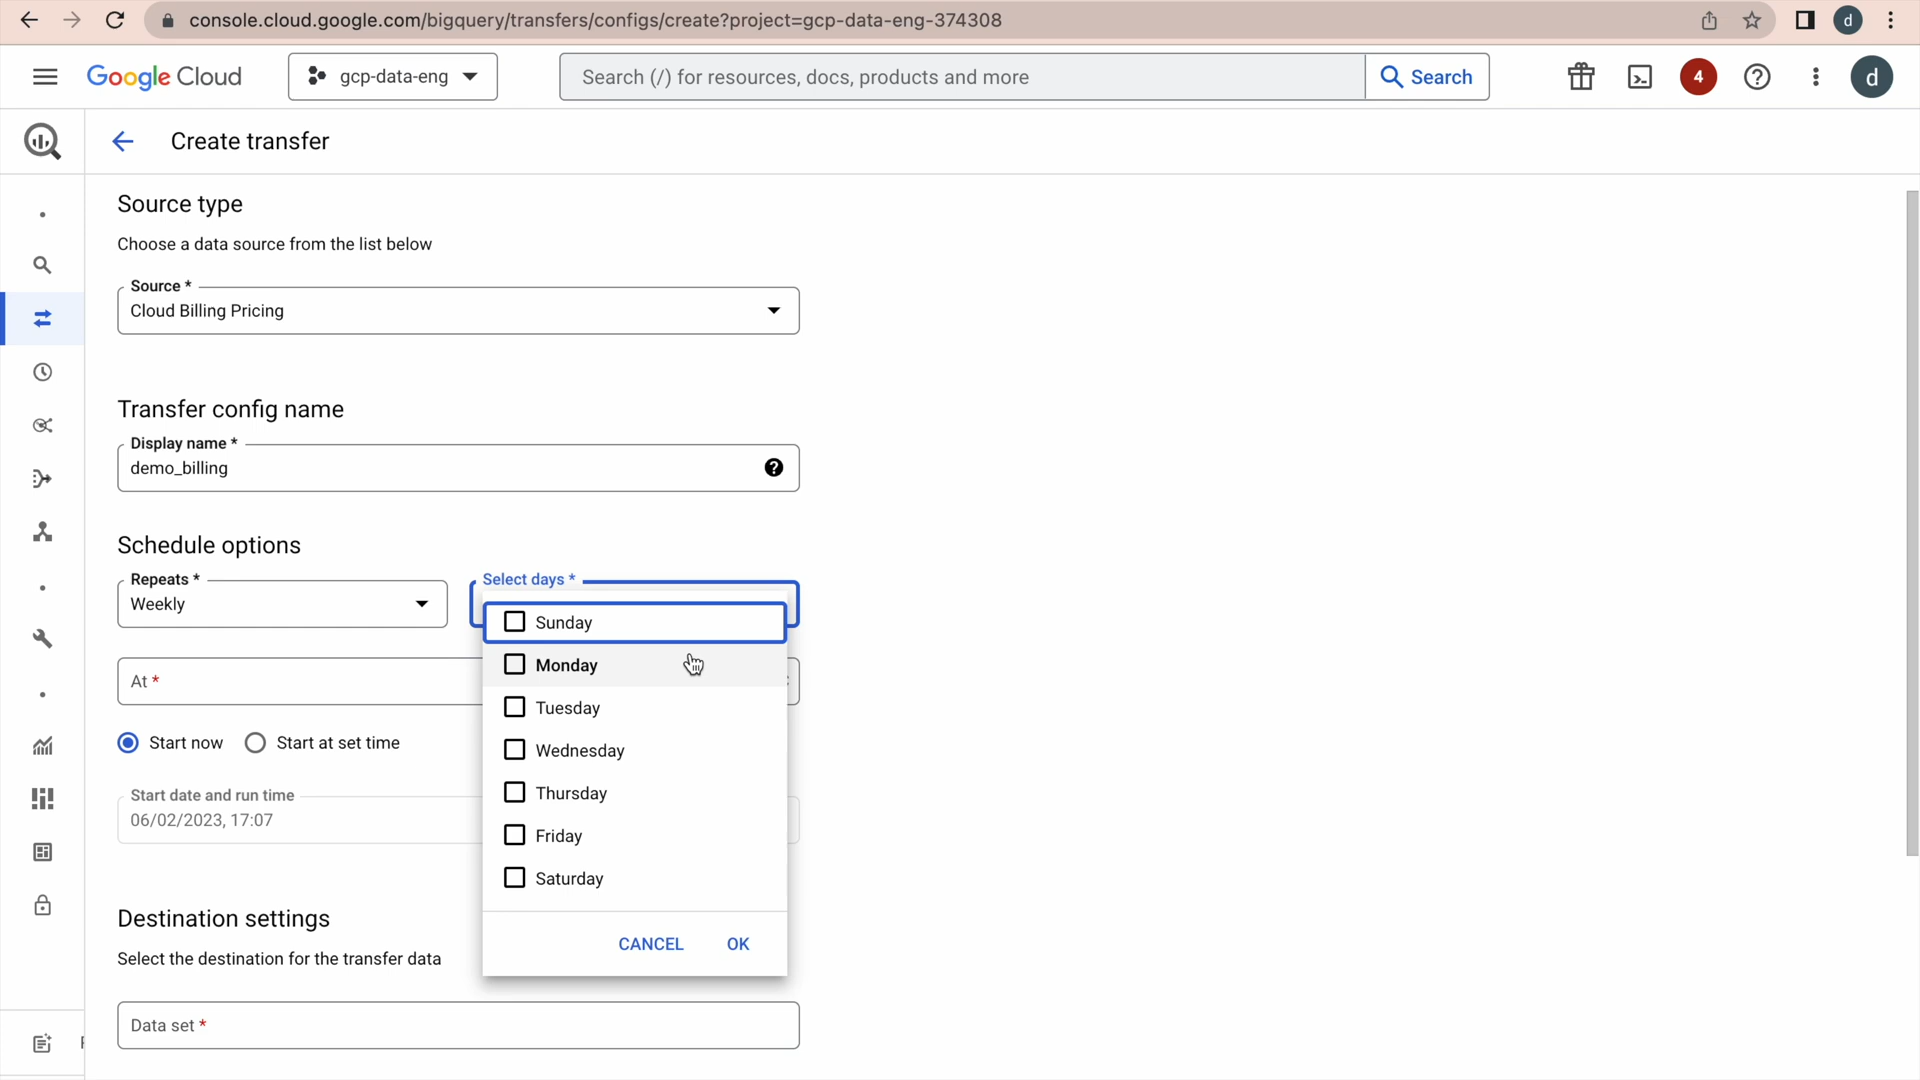 console.cloud.google.com/bigquery/transfers/configs/create?project=gcp-data-eng-374308
d
Google Cloud
gcp-data-eng
Search (/) for resources, docs, products and more
Search
4
d
Create transfer
Source type
Choose a data source from the list below
Source *
Cloud Billing Pricing
Transfer config name
Display name *
demo_billing
Schedule options
Repeats *
Weekly
Select days *
Sunday
Monday
Tuesday
Wednesday
Thursday
Friday
Saturday
CANCEL
OK
At *
Start now
Start at set time
Start date and run time
06/02/2023, 17:07
Destination settings
Select the destination for the transfer data
Data set *